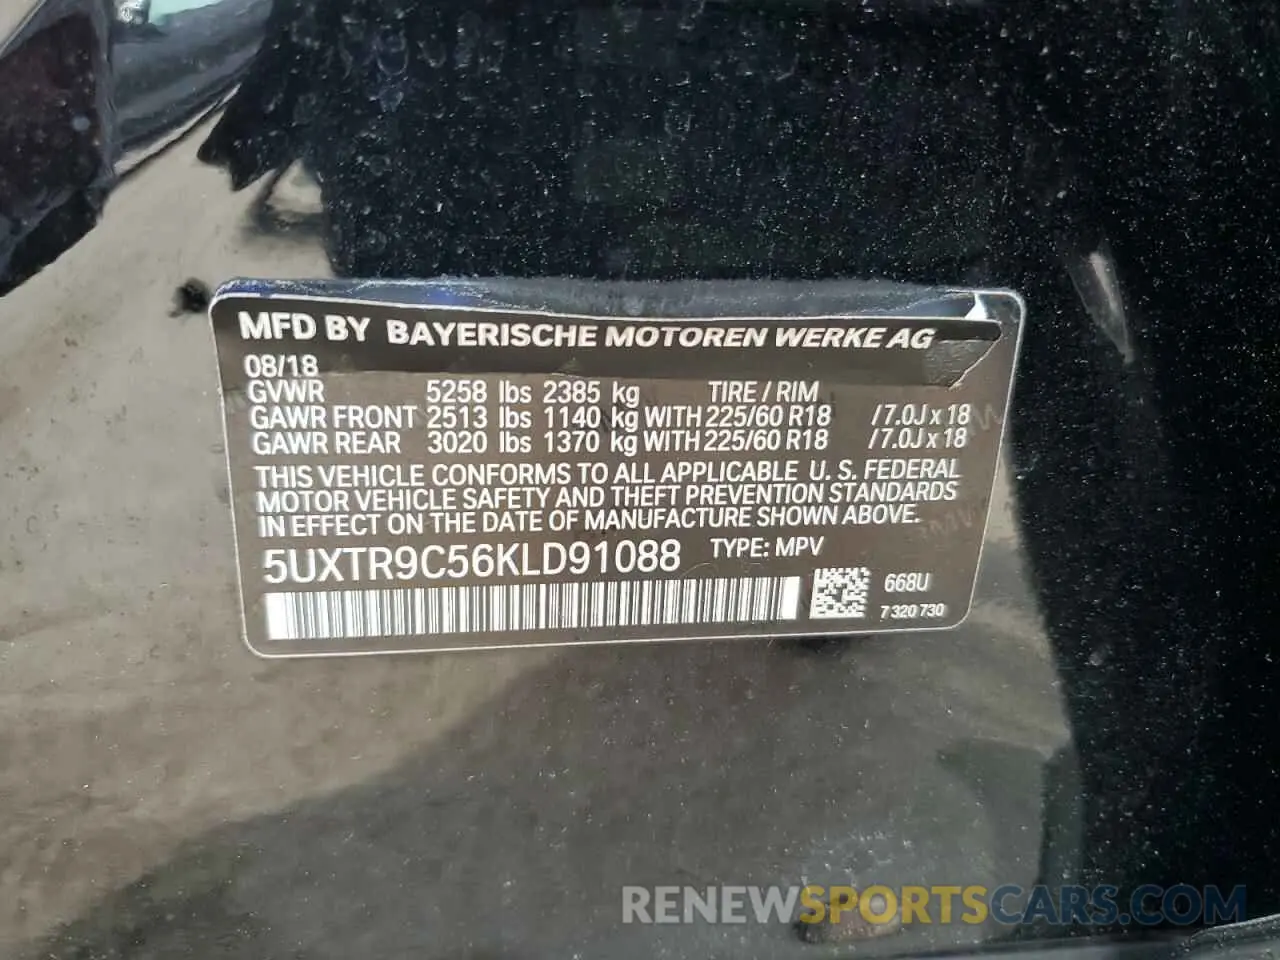 MFD BY BAYERISCHE MOTOREN WERKE AG
08/18
GVWR 5258 lbs 2385 kg TIRE / RIM
GAWR FRONT 2513 lbs 1140 kg WITH 225/60 R18 /7.0J x 18
GAWR REAR 3020 lbs 1370 kg WITH 225/60 R18 /7.0J x 18
THIS VEHICLE CONFORMS TO ALL APPLICABLE U. S. FEDERAL
MOTOR VEHICLE SAFETY AND THEFT PREVENTION STANDARDS
IN EFFECT ON THE DATE OF MANUFACTURE SHOWN ABOVE.
5UXTR9C56KLD91088 TYPE: MPV
668U
7 320 730
RENEWSPORTSCARS.COM